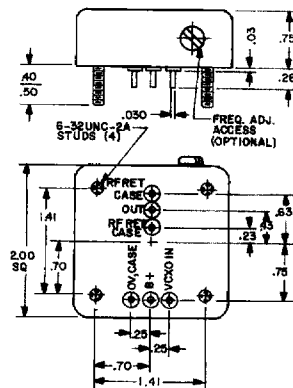 .03
.75
.28
.40
.50
.030
6-32UNC-2A
STUDS (4)
FREQ. ADJ.
ACCESS
(OPTIONAL)
RF RET
CASE
OUT
RF RET
CASE
1.41
2.00
SQ
.70
.63
.43
.23
.75
0V,CASE
B+
VCXO IN
.25
.25
.70
1.41